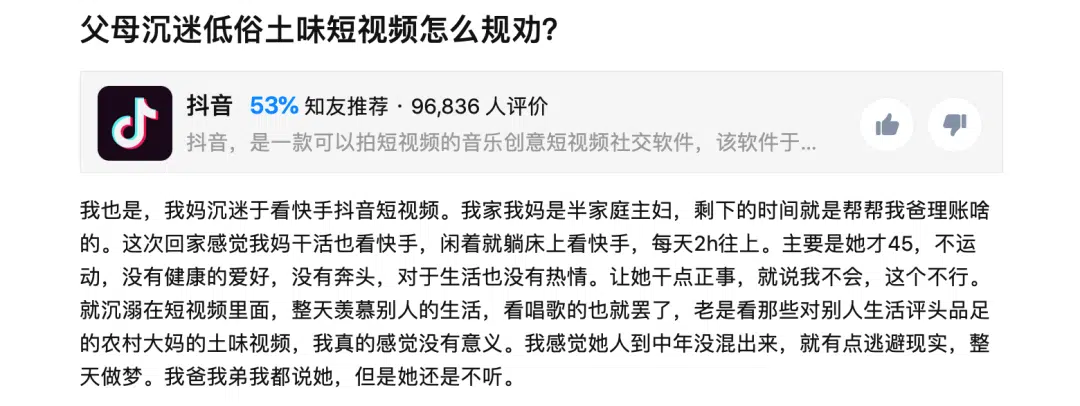 父母沉迷低俗土味短视频怎么规劝？
抖音 53% 知友推荐 · 96,836 人评价
抖音，是一款可以拍短视频的音乐创意短视频社交软件，该软件于...
我也是，我妈沉迷于看快手抖音短视频。我家我妈是半家庭主妇，剩下的时间就是帮帮我爸理账啥
的。这次回家感觉我妈干活也看快手，闲着就躺床上看快手，每天2h往上。主要是她才45，不运
动，没有健康的爱好，没有奔头，对于生活也没有热情。让她干点正事，就说我不会，这个不行。
就沉溺在短视频里面，整天羡慕别人的生活，看唱歌的也就罢了，老是看那些对别人生活评头品足
的农村大妈的土味视频，我真的感觉没有意义。我感觉她人到中年没混出来，就有点逃避现实，整
天做梦。我爸我弟我都说她，但是她还是不听。